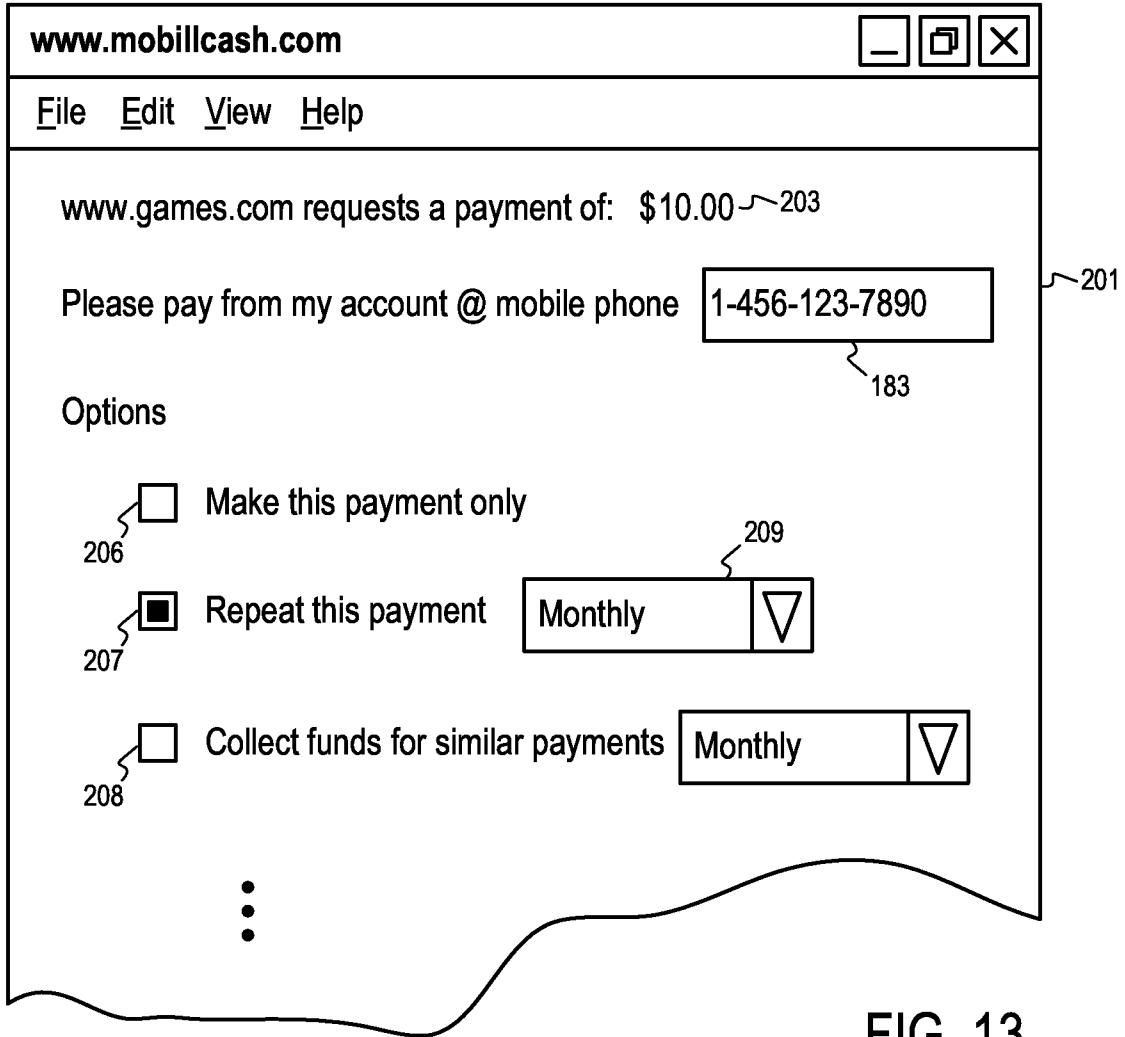 www.mobillcash.com
File Edit View Help
www.games.com requests a payment of: $10.00 203
201
Please pay from my account @ mobile phone 1-456-123-7890
183
Options
Make this payment only
206
209
Repeat this payment Monthly
207
Collect funds for similar payments Monthly
208
FIG. 13